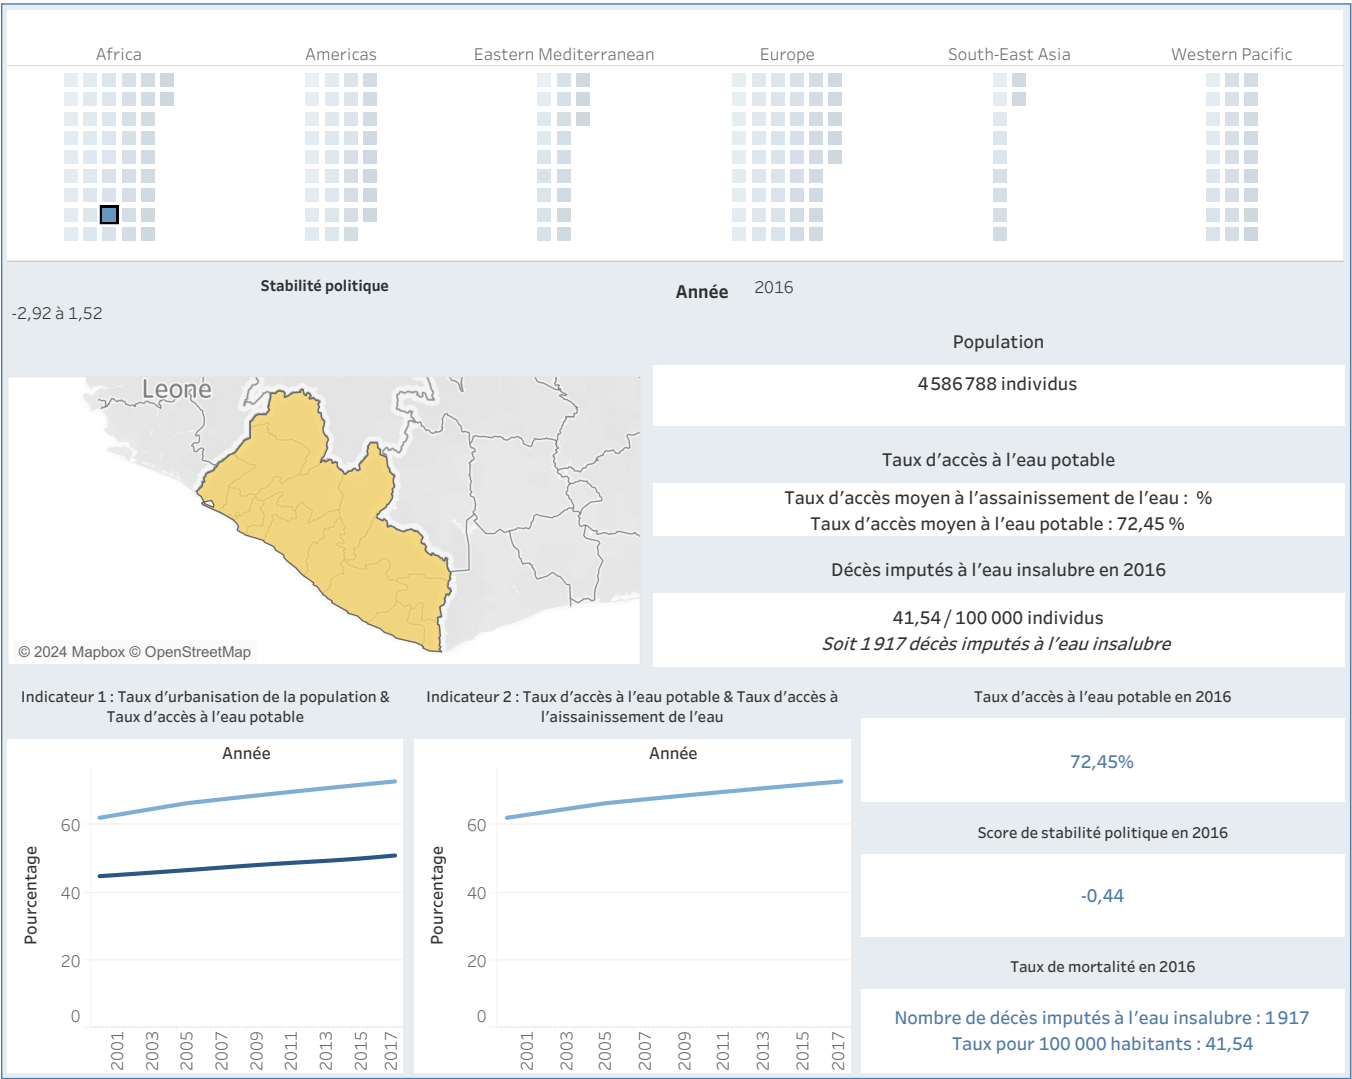 Africa
Americas
Eastern Mediterranean
Europe
South-East Asia
Western Pacific
Stabilité politique
-2,92 à 1,52
Année
2016
Population
4 586 788 individus
Leone
© 2024 Mapbox © OpenStreetMap
Taux d'accès à l'eau potable
Taux d'accès moyen à l'assainissement de l'eau :  %
Taux d'accès moyen à l'eau potable : 72,45 %
Décès imputés à l'eau insalubre en 2016
41,54 / 100 000 individus
Soit 1 917 décès imputés à l'eau insalubre
Indicateur 1 : Taux d'urbanisation de la population &
Taux d'accès à l'eau potable
Année
Pourcentage
60
40
20
0
2001
2003
2005
2007
2009
2011
2013
2015
2017
Indicateur 2 : Taux d'accès à l'eau potable & Taux d'accès à
l'aissainissement de l'eau
Année
Pourcentage
60
40
20
0
2001
2003
2005
2007
2009
2011
2013
2015
2017
Taux d'accès à l'eau potable en 2016
72,45%
Score de stabilité politique en 2016
-0,44
Taux de mortalité en 2016
Nombre de décès imputés à l'eau insalubre : 1 917
Taux pour 100 000 habitants : 41,54